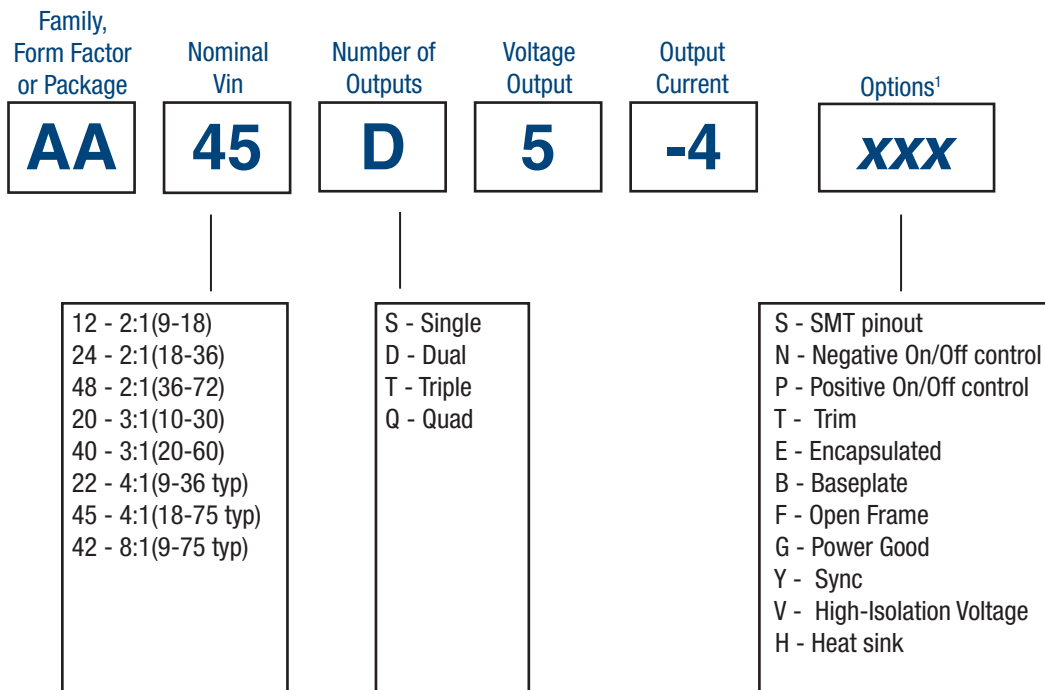 Family,
Form Factor
or Package
Nominal
Vin
Number of
Outputs
Voltage
Output
Output
Current
Options¹
AA
45
D
5
-4
xxx
12 - 2:1(9-18)
24 - 2:1(18-36)
48 - 2:1(36-72)
20 - 3:1(10-30)
40 - 3:1(20-60)
22 - 4:1(9-36 typ)
45 - 4:1(18-75 typ)
42 - 8:1(9-75 typ)
S - Single
D - Dual
T - Triple
Q - Quad
S - SMT pinout
N - Negative On/Off control
P - Positive On/Off control
T - Trim
E - Encapsulated
B - Baseplate
F - Open Frame
G - Power Good
Y - Sync
V - High-Isolation Voltage
H - Heat sink